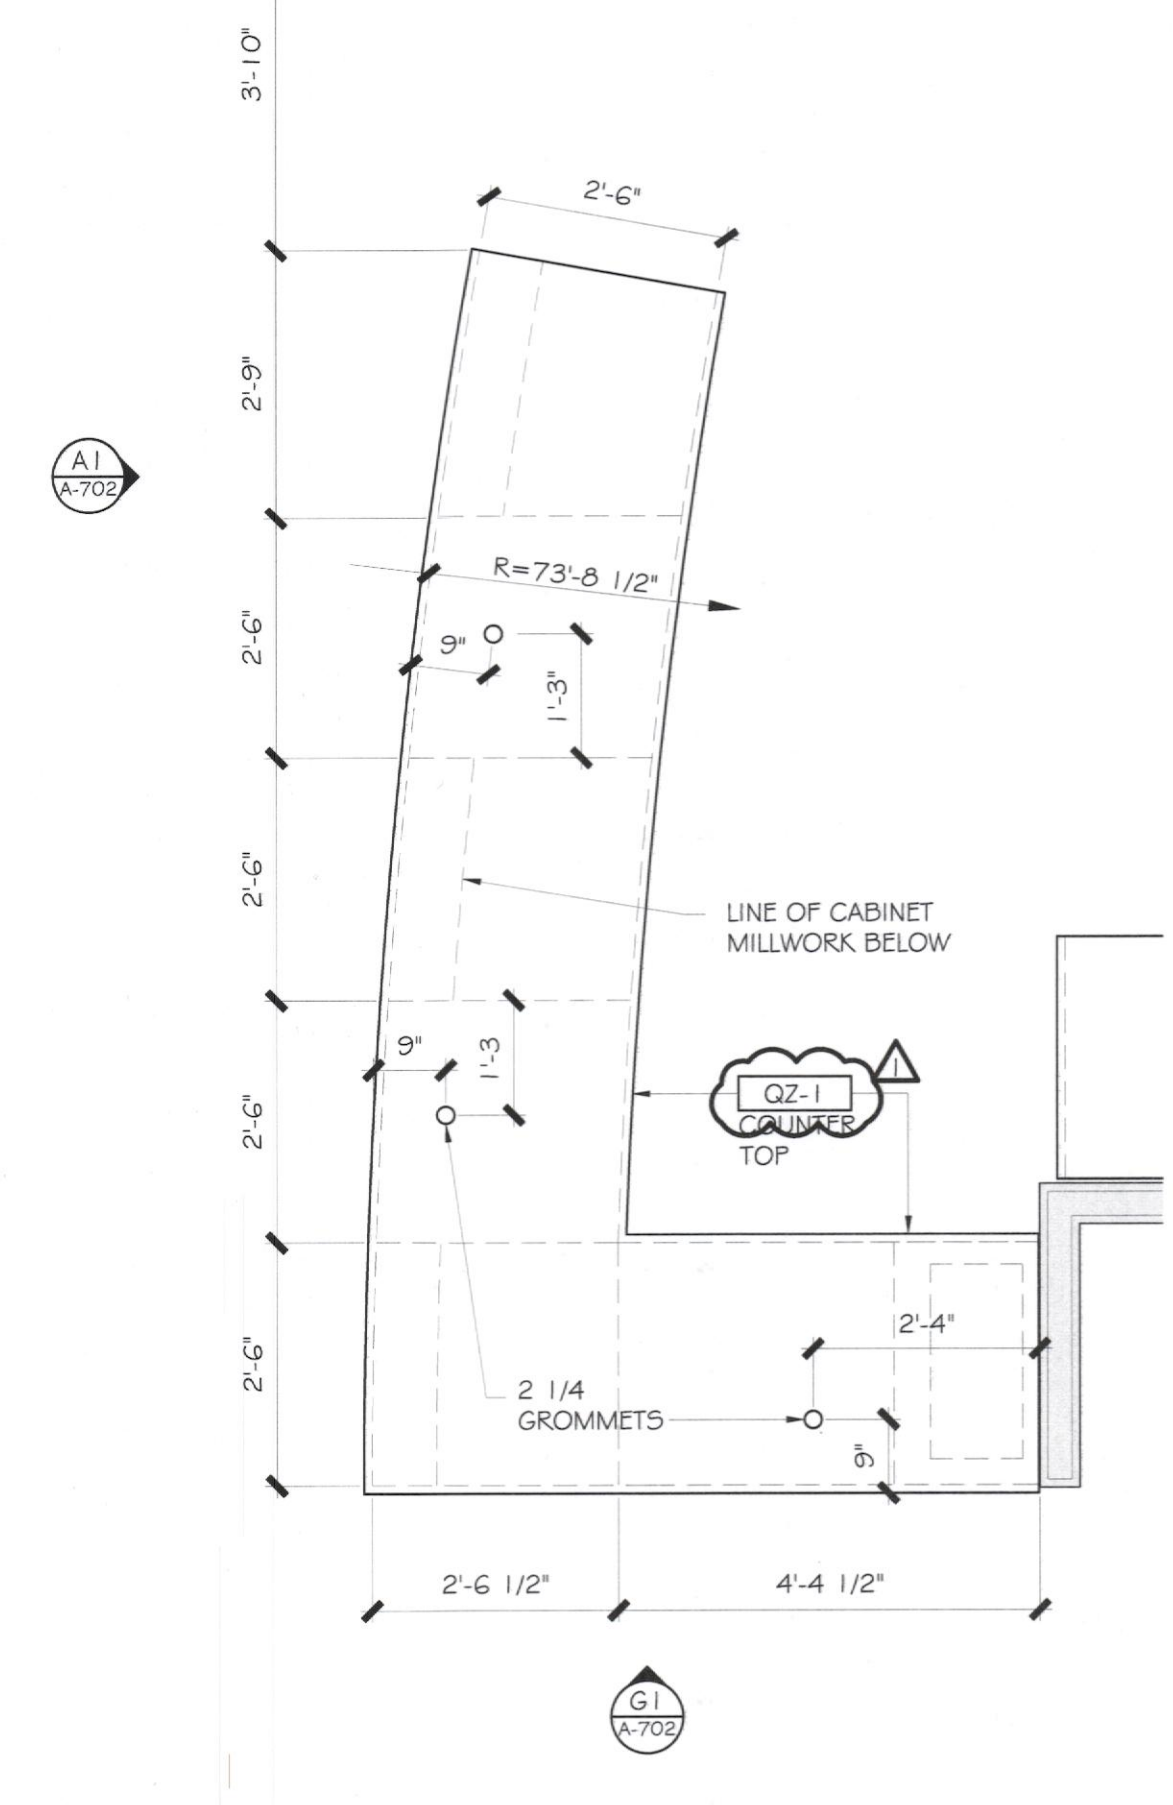 3'-10"
2'-6"
2'-9"
A1
A-702
R=73'-8 1/2"
2'-6"
9"
1'-3"
2'-6"
LINE OF CABINET
MILLWORK BELOW
9"
1'-3
1
QZ-1
COUNTER
TOP
2'-6"
2'-4"
2'-6"
2 1/4
GROMMETS
9"
2'-6 1/2"
4'-4 1/2"
G1
A-702